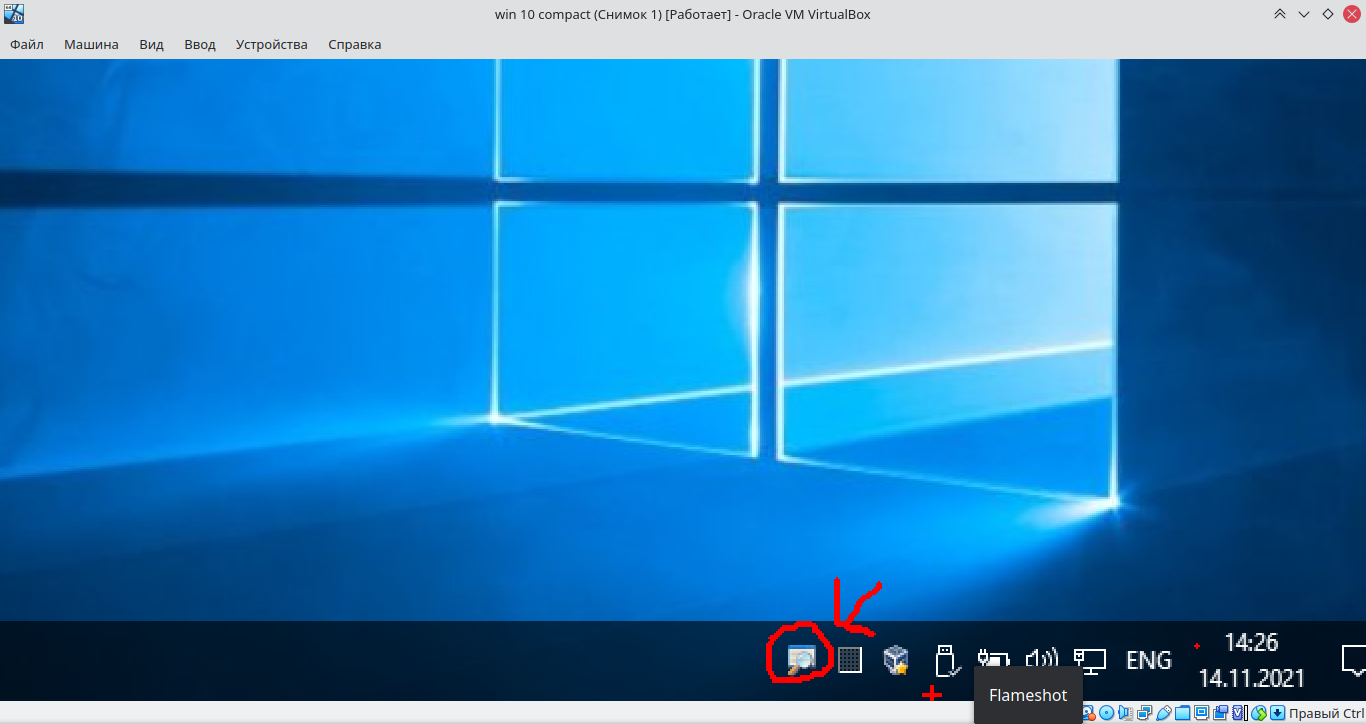 win 10 compact (Снимок 1) [Работает] - Oracle VM VirtualBox
Файл Машина Вид Ввод Устройства Справка
ENG
14:26
14.11.2021
Flameshot
Правый Ctrl